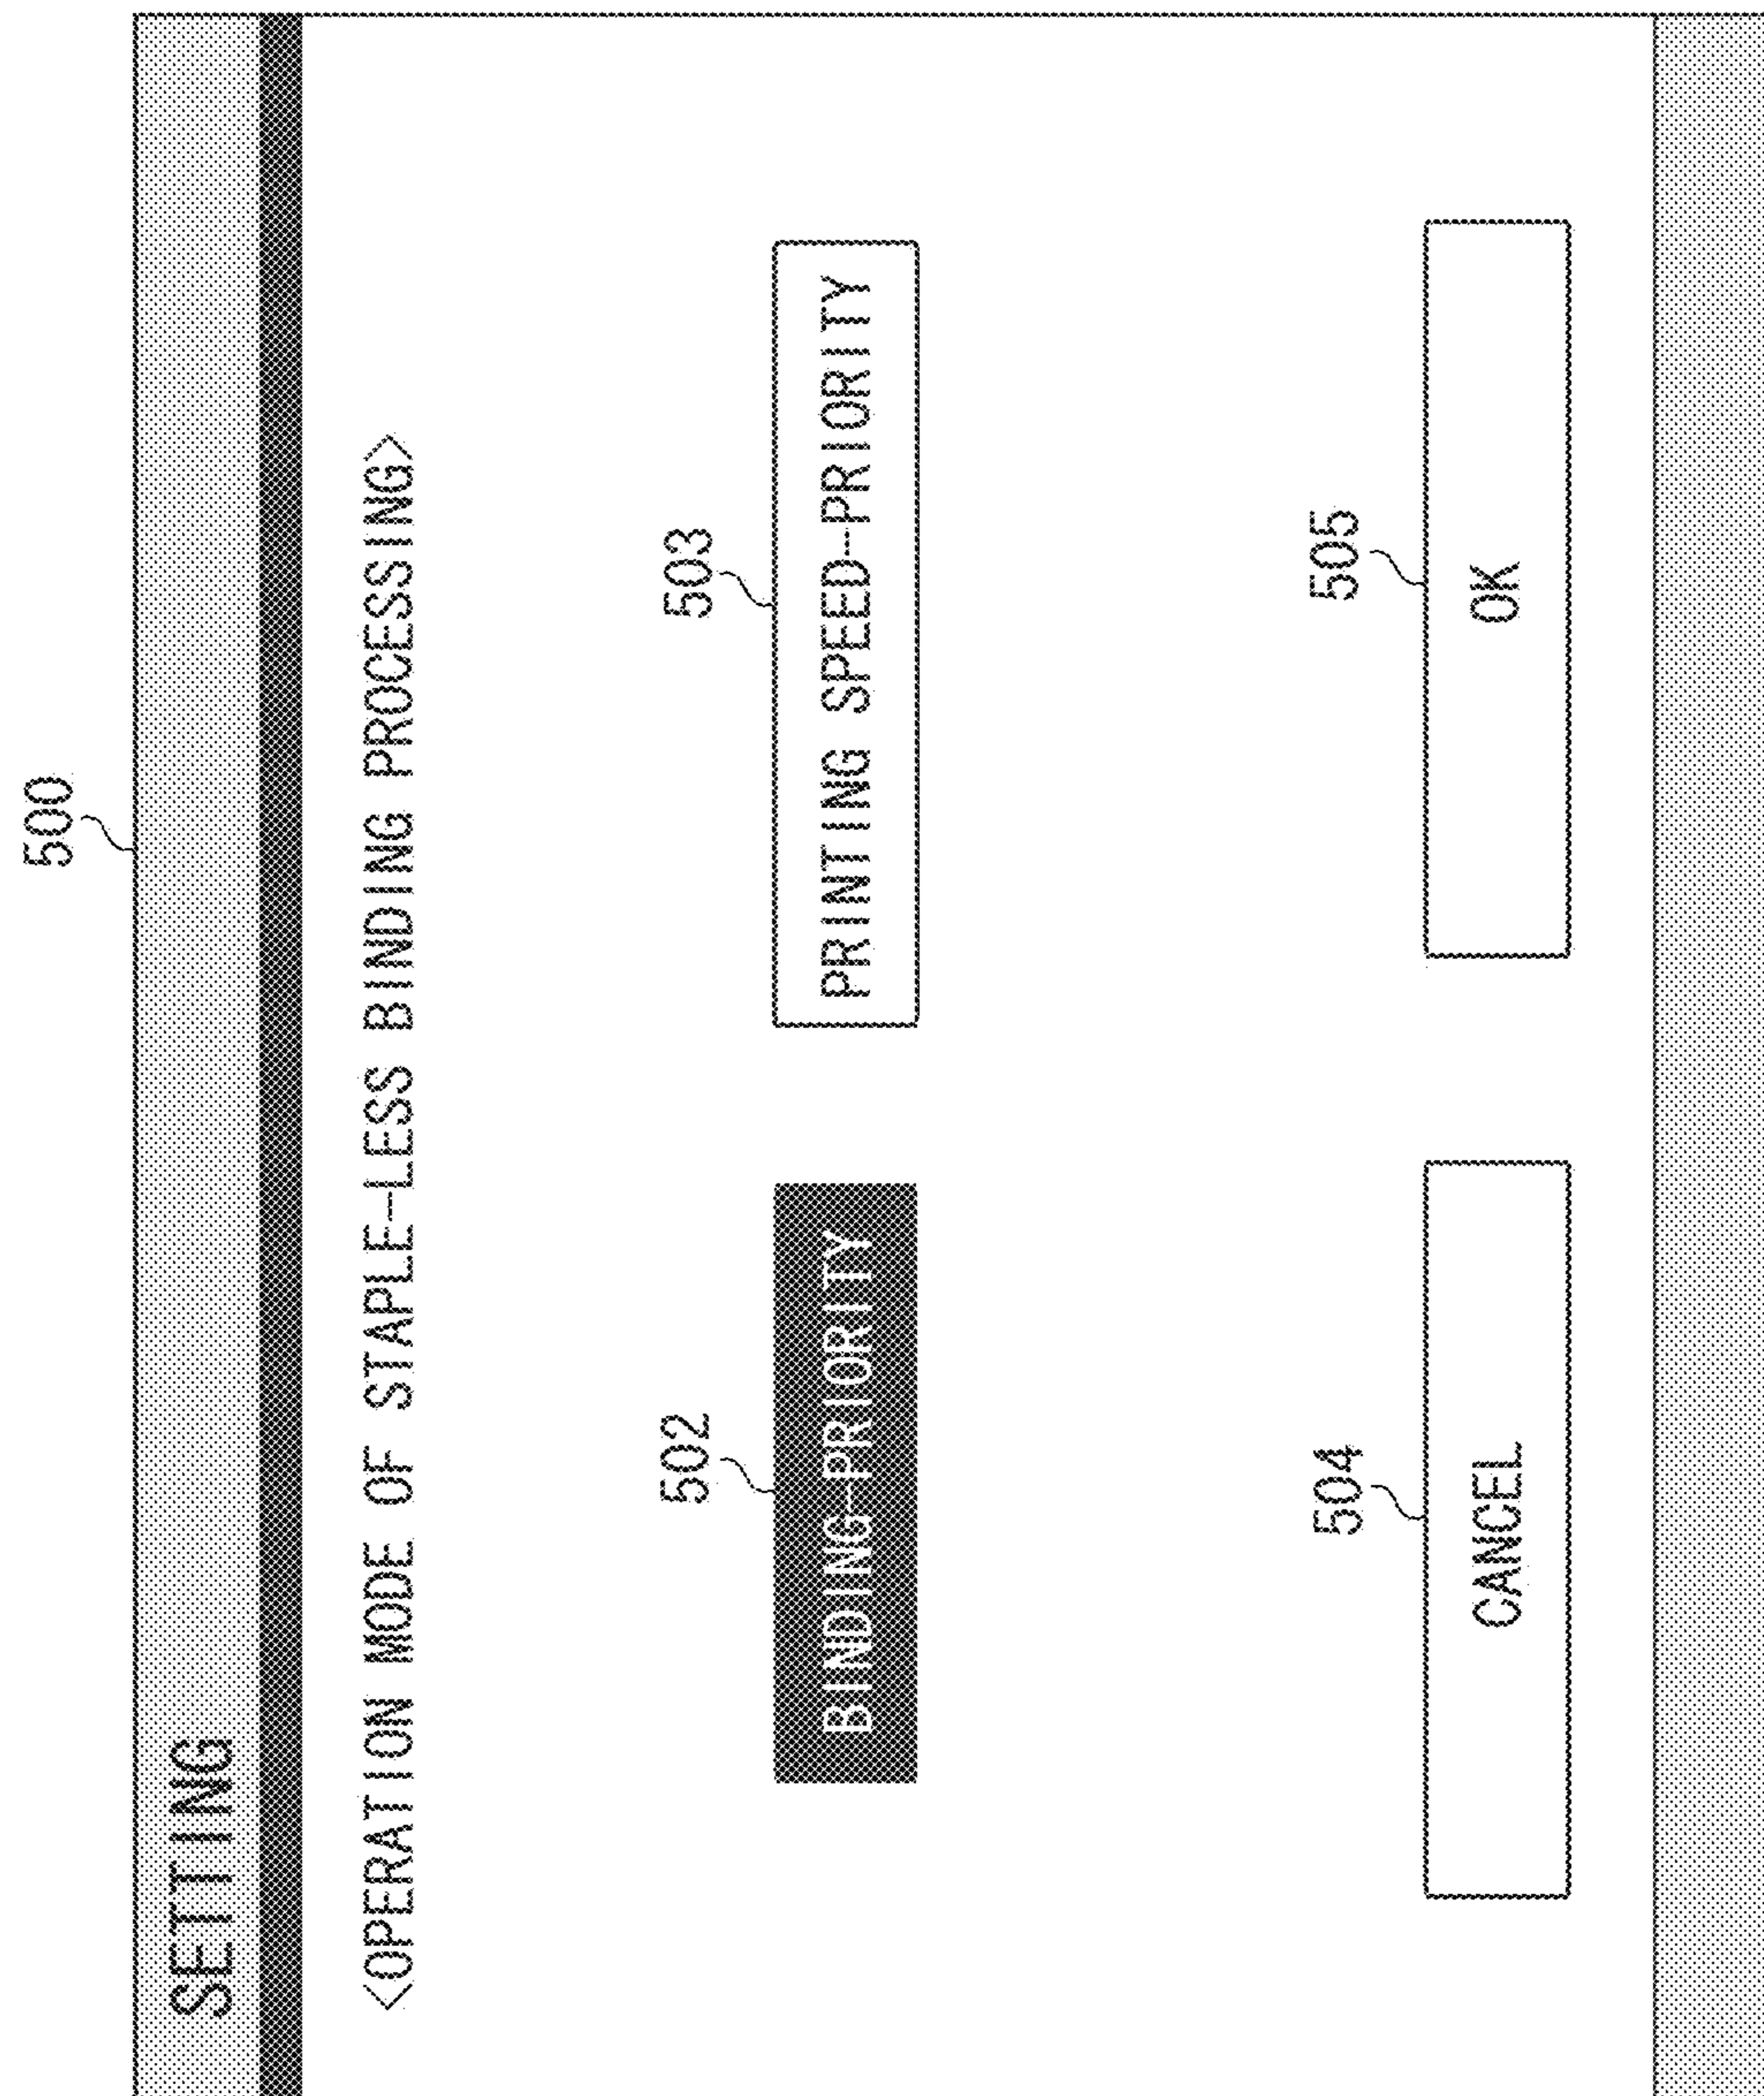 500
SETTING
<OPERATION MODE OF STAPLE-LESS BINDING PROCESSING>
502
503
BINDING-PRIORITY
PRINTING SPEED-PRIORITY
504
505
CANCEL
OK